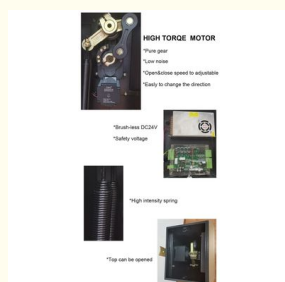 HIGH TORQE MOTOR
*Pure gear
*Low noise
*Open&close speed to adjustable
*Easly to change the direction
*Brush-less DC24V
*Safety voltage
*High intensity spring
*Top can be opened